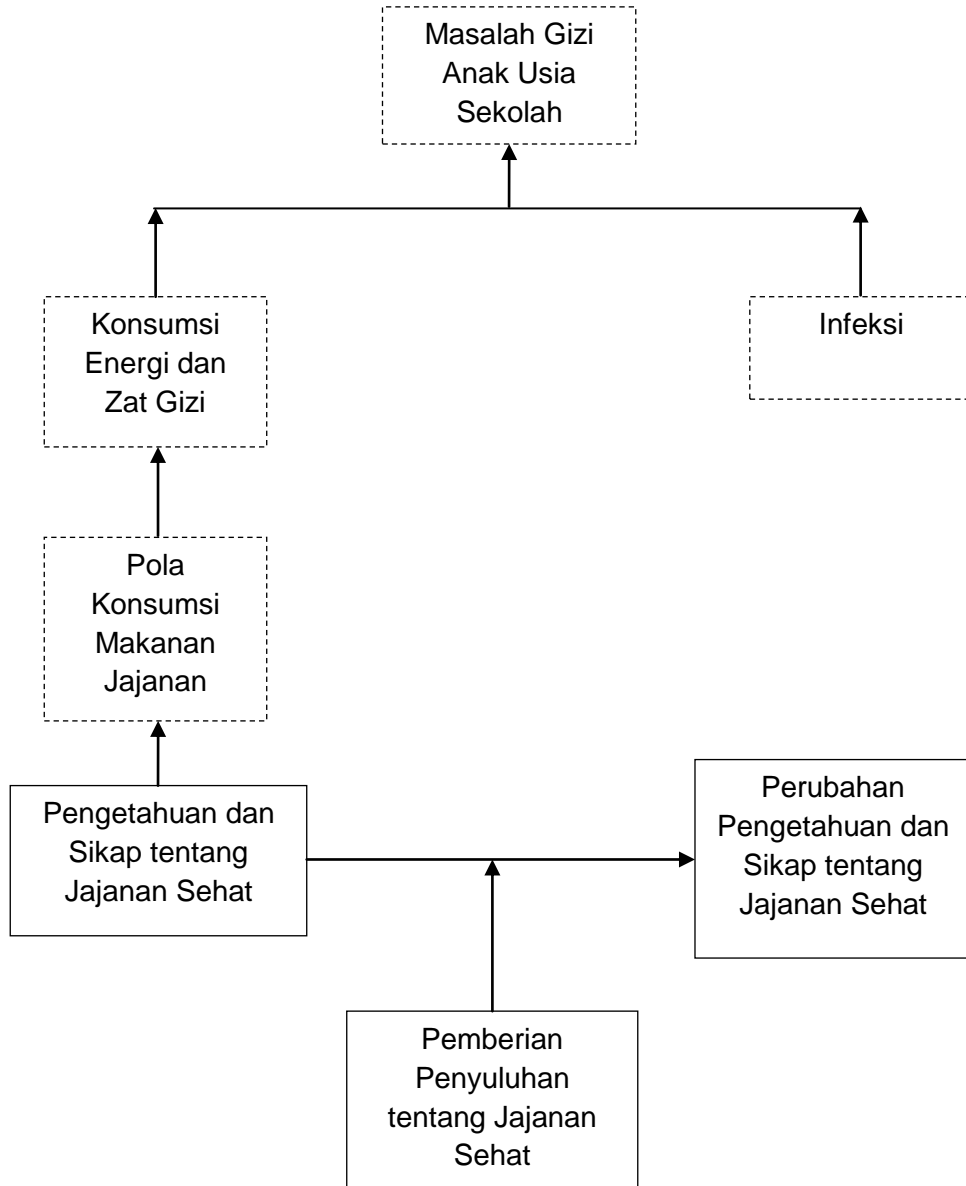 Masalah Gizi
Anak Usia
Sekolah
Konsumsi
Energi dan
Zat Gizi
Infeksi
Pola
Konsumsi
Makanan
Jajanan
Pengetahuan dan
Sikap tentang
Jajanan Sehat
Perubahan
Pengetahuan dan
Sikap tentang
Jajanan Sehat
Pemberian
Penyuluhan
tentang Jajanan
Sehat